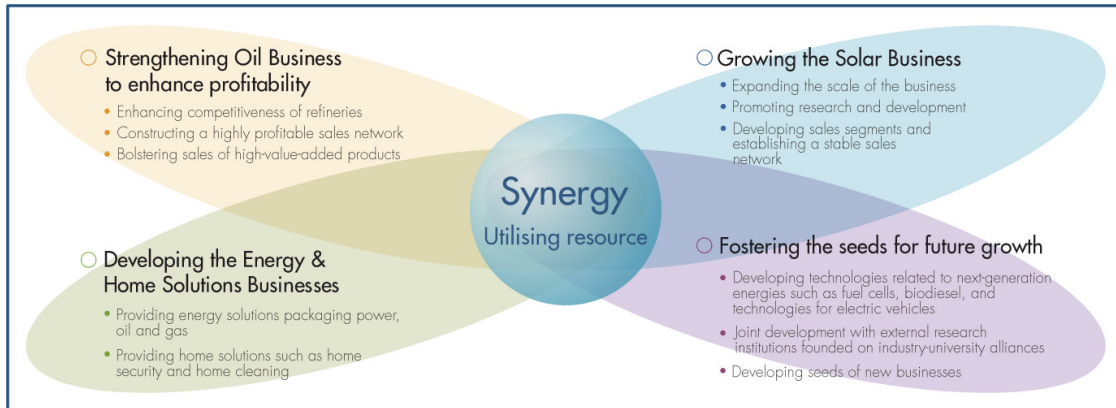 Strengthening Oil Business
to enhance profitability
• Enhancing competitiveness of refineries
• Constructing a highly profitable sales network
• Bolstering sales of high-value-added products
Growing the Solar Business
• Expanding the scale of the business
• Promoting research and development
• Developing sales segments and
establishing a stable sales
network
Synergy
Utilising resource
Developing the Energy &
Home Solutions Businesses
• Providing energy solutions packaging power,
oil and gas
• Providing home solutions such as home
security and home cleaning
Fostering the seeds for future growth
• Developing technologies related to next-generation
energies such as fuel cells, biodiesel, and
technologies for electric vehicles
• Joint development with external research
institutions founded on industry-university alliances
• Developing seeds of new businesses